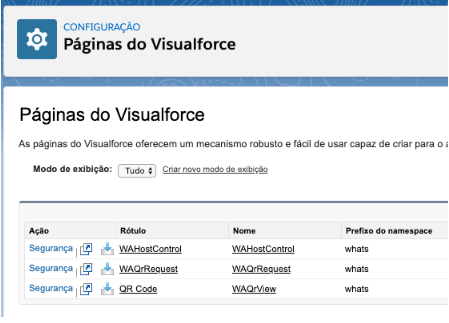 CONFIGURAÇÃO
Páginas do Visualforce
Páginas do Visualforce
As páginas do Visualforce oferecem um mecanismo robusto e fácil de usar capaz de criar para o
Modo de exibição: Tudo Criar novo modo de exibição
Ação Rótulo Nome Prefixo do namespace
Segurança WAHostControl WAHostControl whats
Segurança WAQrRequest WAQrRequest whats
Segurança QR Code WAQrView whats